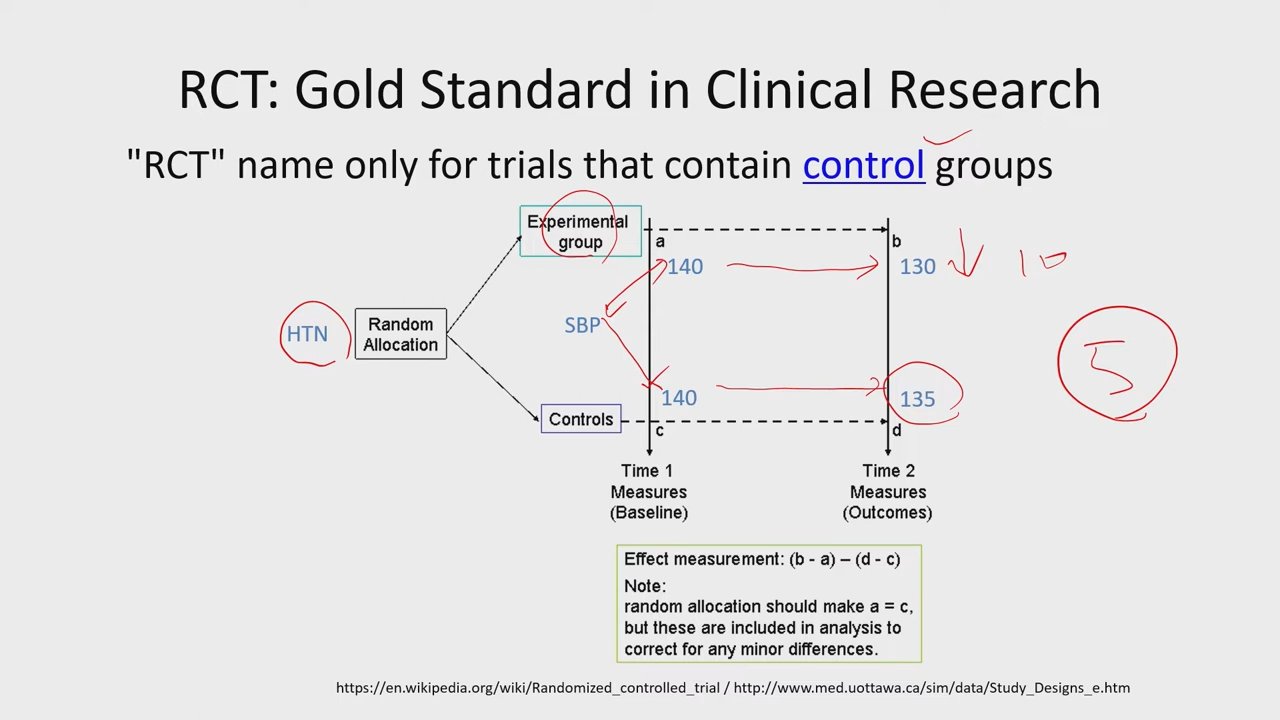 RCT: Gold Standard in Clinical Research
"RCT" name only for trials that contain control groups
Experimental
group
a
b
140
130
10
HTN
Random
Allocation
SBP
5
140
135
Controls
c
d
Time 1
Measures
(Baseline)
Time 2
Measures
(Outcomes)
Effect measurement: (b - a) – (d - c)
Note:
random allocation should make a = c,
but these are included in analysis to
correct for any minor differences.
https://en.wikipedia.org/wiki/Randomized_controlled_trial / http://www.med.uottawa.ca/sim/data/Study_Designs_e.htm